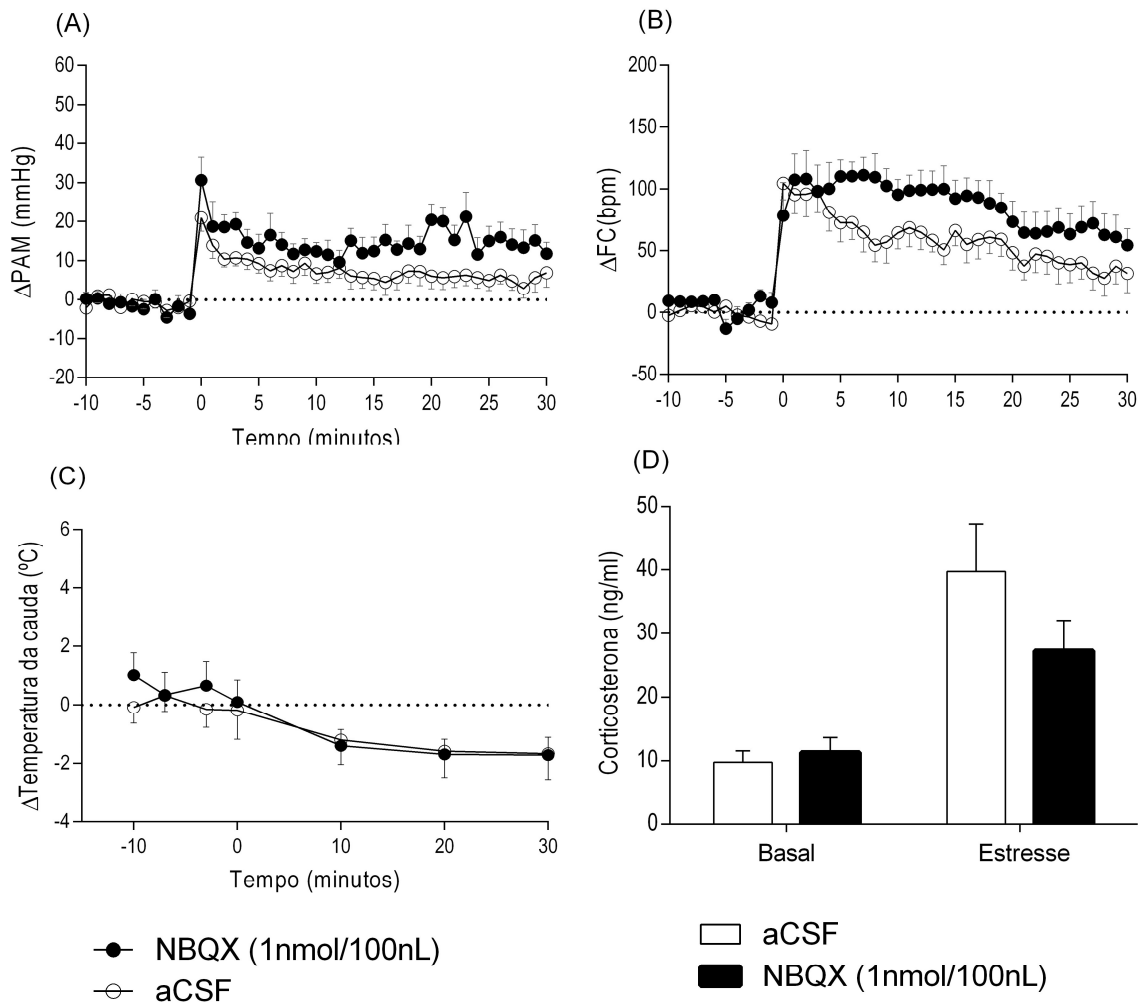 (A)
60
50
40
30
20
10
0
-10
-20
ΔPAM (mmHg)
-10 -5 0 5 10 15 20 25 30
Tempo (minutos)
(B)
200
150
100
50
0
-50
ΔFC(bpm)
-10 -5 0 5 10 15 20 25 30
(C)
6
4
2
0
-2
-4
ΔTemperatura da cauda (ºC)
-10 0 10 20 30
Tempo (minutos)
(D)
50
40
30
20
10
0
Corticosterona (ng/ml)
Basal Estresse
NBQX (1nmol/100nL)
aCSF
aCSF
NBQX (1nmol/100nL)